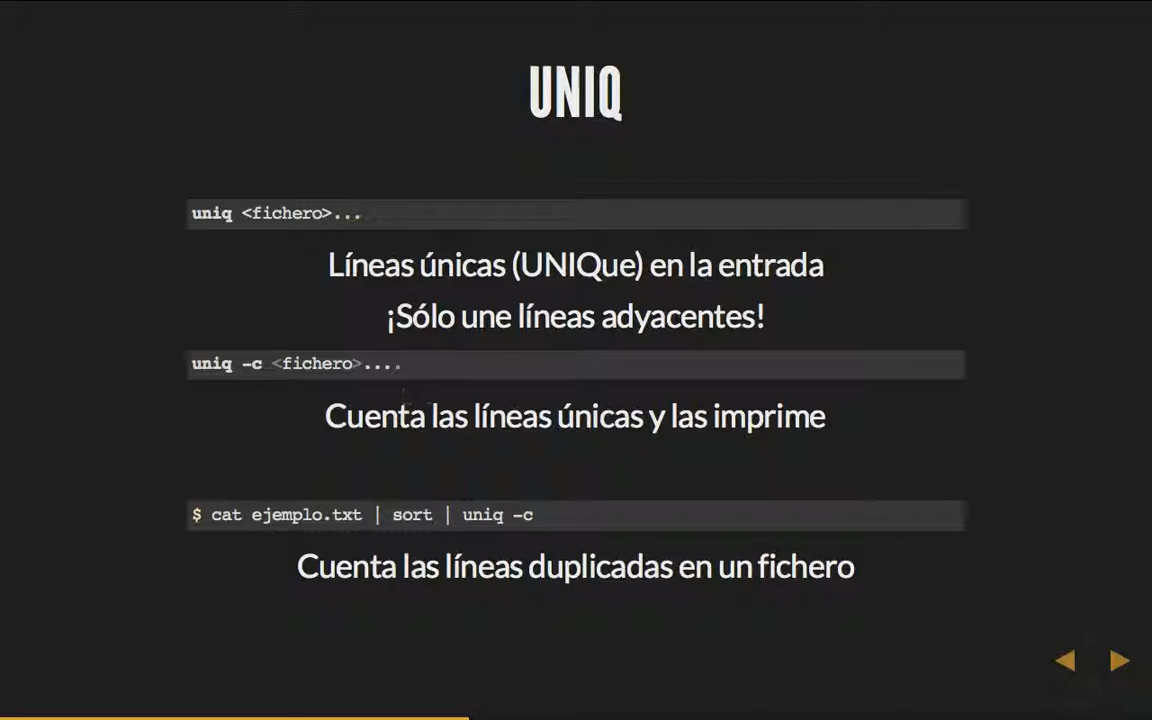 UNIQ
uniq <fichero>...
Líneas únicas (UNIQue) en la entrada
¡Sólo une líneas adyacentes!
uniq -c <fichero>....
Cuenta las líneas únicas y las imprime
$ cat ejemplo.txt | sort | uniq -c
Cuenta las líneas duplicadas en un fichero